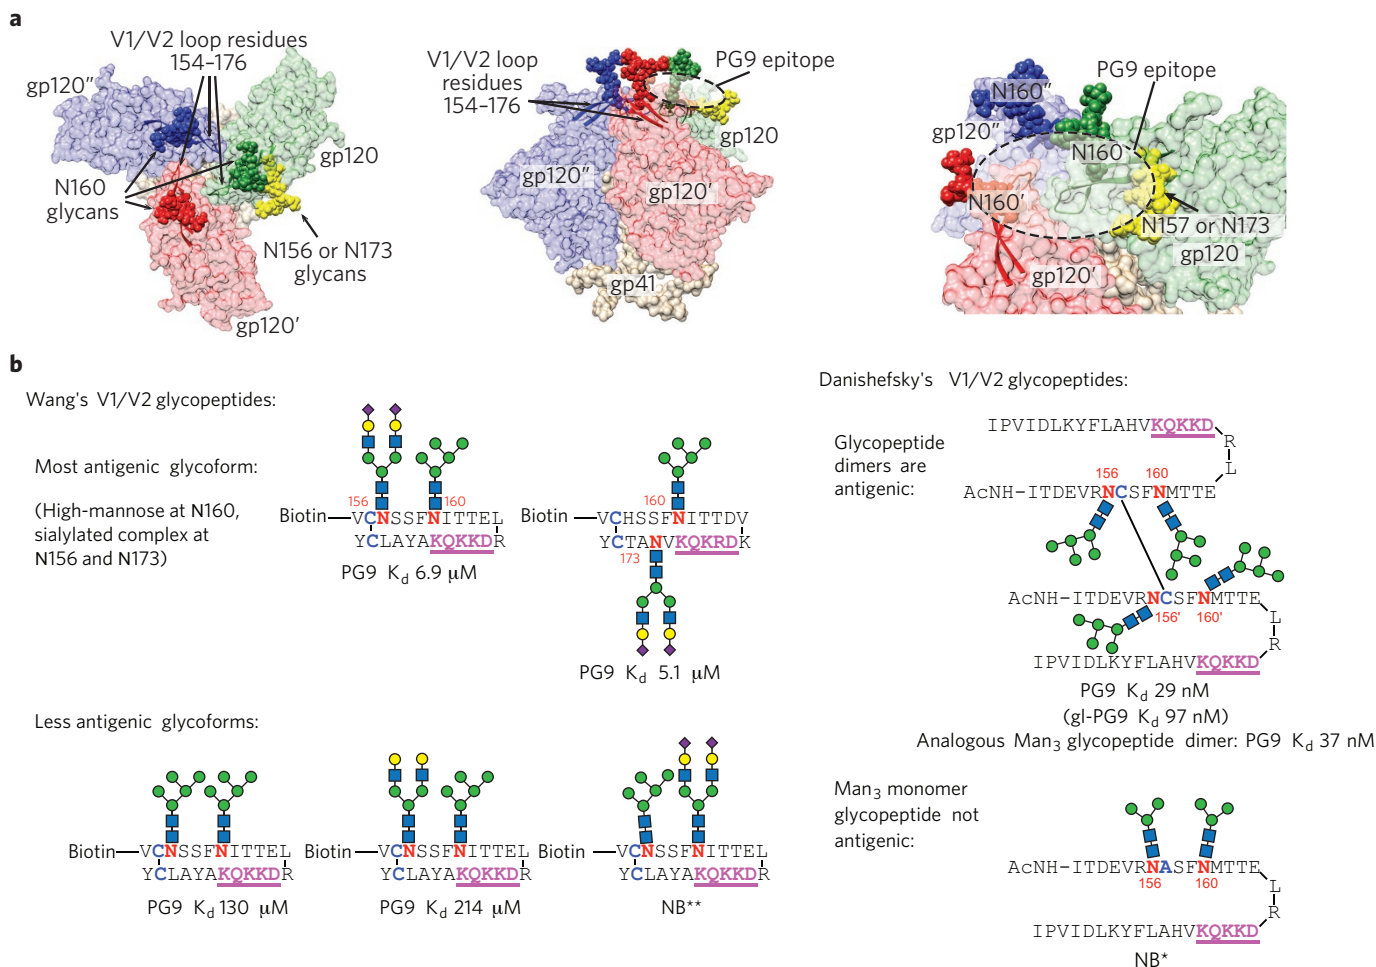 a
V1/V2 loop residues
154–176
gp120″
gp120
N160
glycans
N156 or N173
glycans
gp120′
V1/V2 loop
residues
154–176
PG9 epitope
gp120
gp120″
gp120′
gp41
PG9 epitope
N160″
gp120″
N160
N160′
N157 or N173
gp120
gp120′
b
Wang's V1/V2 glycopeptides:
Most antigenic glycoform:
(High-mannose at N160,
sialylated complex at
N156 and N173)
156
160
Biotin
VCNSSFNITTEL
YCLAYAKQKKDR
PG9 Kd 6.9 μM
160
Biotin
VCHSSFNITTDV
YCTANVKQKRDK
173
PG9 Kd 5.1 μM
Less antigenic glycoforms:
Biotin
VCNSSFNITTEL
YCLAYAKQKKDR
PG9 Kd 130 μM
Biotin
VCNSSFNITTEL
YCLAYAKQKKDR
PG9 Kd 214 μM
Biotin
VCNSSFNITTEL
YCLAYAKQKKDR
NB**
Danishefsky's V1/V2 glycopeptides:
Glycopeptide
dimers are
antigenic:
IPVIDLKYFLAHVKQKKD
R
L
156
160
AcNH-ITDEVRNCSFNMTTE
AcNH-ITDEVRNCSFNMTTE
156'
160'
L
R
IPVIDLKYFLAHVKQKKD
PG9 Kd 29 nM
(gl-PG9 Kd 97 nM)
Analogous Man3 glycopeptide dimer: PG9 Kd 37 nM
Man3 monomer
glycopeptide not
antigenic:
AcNH-ITDEVRNASFNMTTE
156
160
L
R
IPVIDLKYFLAHVKQKKD
NB*